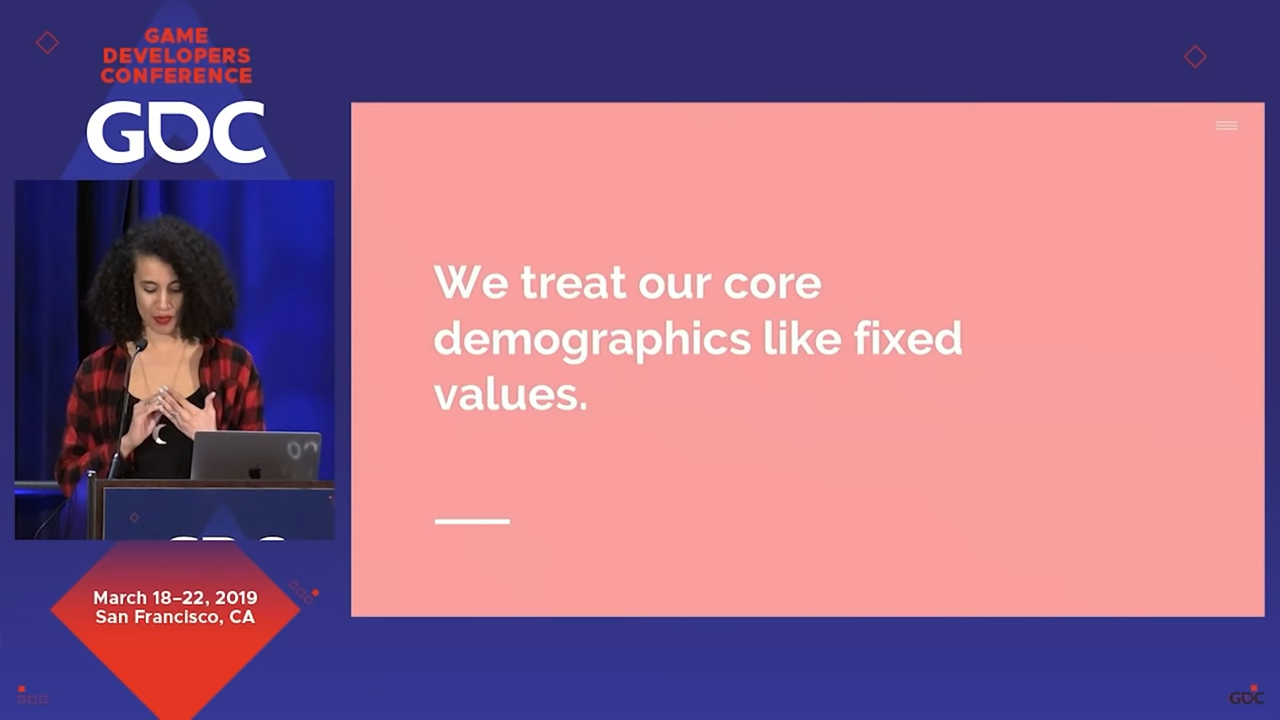 GAME
DEVELOPERS
CONFERENCE
GDC
We treat our core
demographics like fixed
values.
March 18–22, 2019
San Francisco, CA
GDC